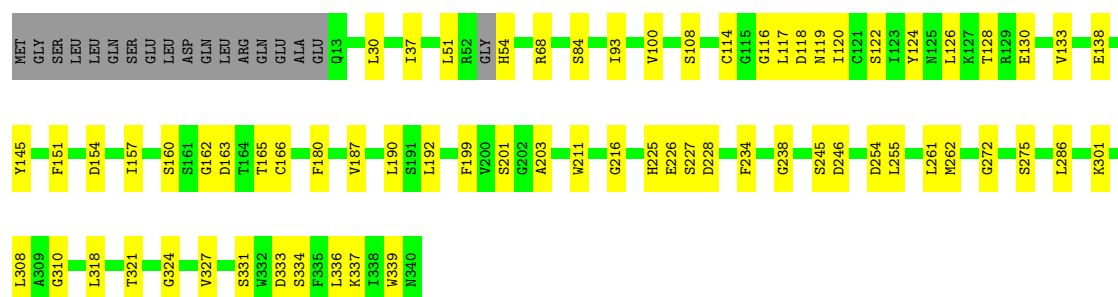 MET GLY SER LEU LEU GLN SER GLU LEU ASP GLN LEU ARG GLN GLU ALA GLU Q13 L30 I37 L51 R52 GLY H54 R68 S84 I93 V100 S108 C114 G115 G116 L117 D118 N119 I120 C121 S122 I123 Y124 N125 L126 K127 T128 R129 E130 V133 E138
Y145 F151 D154 I157 S160 S161 G162 D163 T164 T165 C166 F180 V187 L190 S191 L192 F199 V200 S201 G202 A203 W211 G216 H225 E226 S227 D228 F234 G238 S245 D246 D254 L255 L261 M262 G272 S275 L286 K301
L308 A309 G310 L318 T321 G324 V327 S331 W332 D333 S334 F335 L336 K337 I338 W339 N340